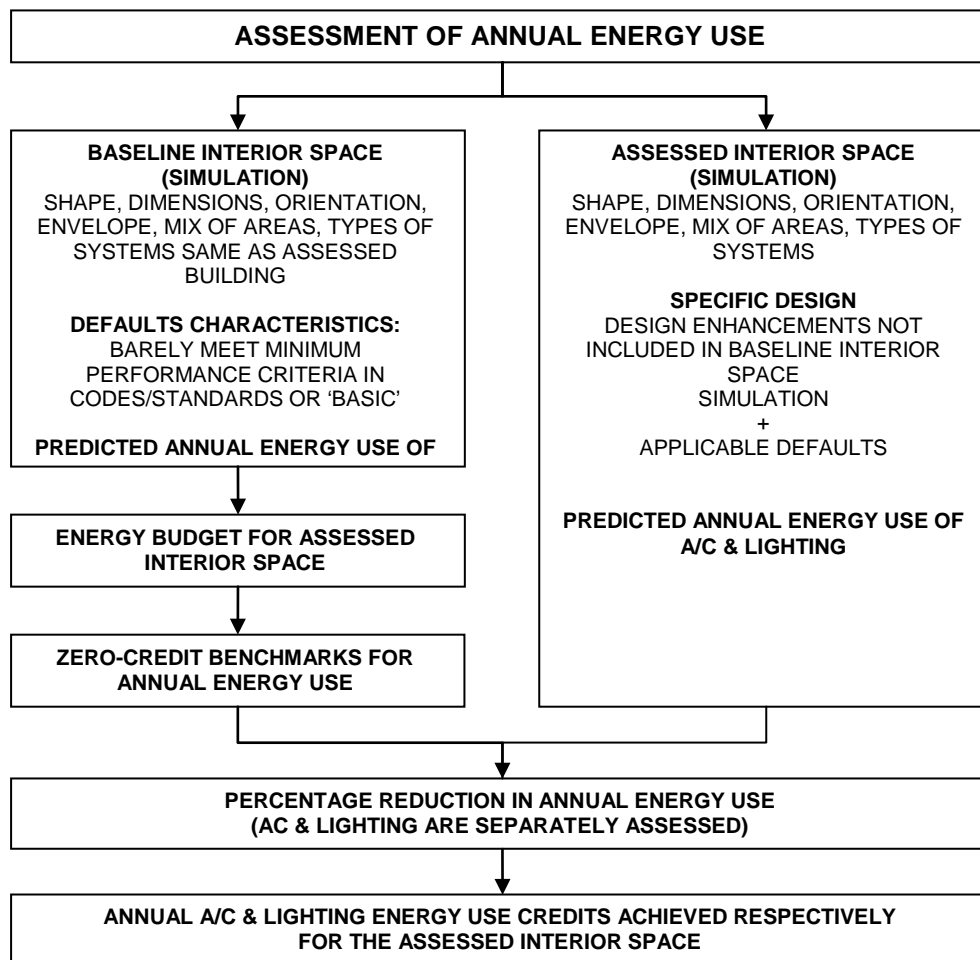 ASSESSMENT OF ANNUAL ENERGY USE
BASELINE INTERIOR SPACE
(SIMULATION)
SHAPE, DIMENSIONS, ORIENTATION,
ENVELOPE, MIX OF AREAS, TYPES OF
SYSTEMS SAME AS ASSESSED
BUILDING
DEFAULTS CHARACTERISTICS:
BARELY MEET MINIMUM
PERFORMANCE CRITERIA IN
CODES/STANDARDS OR ‘BASIC’
PREDICTED ANNUAL ENERGY USE OF
ENERGY BUDGET FOR ASSESSED
INTERIOR SPACE
ZERO-CREDIT BENCHMARKS FOR
ANNUAL ENERGY USE
ASSESSED INTERIOR SPACE
(SIMULATION)
SHAPE, DIMENSIONS, ORIENTATION,
ENVELOPE, MIX OF AREAS, TYPES OF
SYSTEMS
SPECIFIC DESIGN
DESIGN ENHANCEMENTS NOT
INCLUDED IN BASELINE INTERIOR
SPACE
SIMULATION
+
APPLICABLE DEFAULTS
PREDICTED ANNUAL ENERGY USE OF
A/C & LIGHTING
PERCENTAGE REDUCTION IN ANNUAL ENERGY USE
(AC & LIGHTING ARE SEPARATELY ASSESSED)
ANNUAL A/C & LIGHTING ENERGY USE CREDITS ACHIEVED RESPECTIVELY
FOR THE ASSESSED INTERIOR SPACE